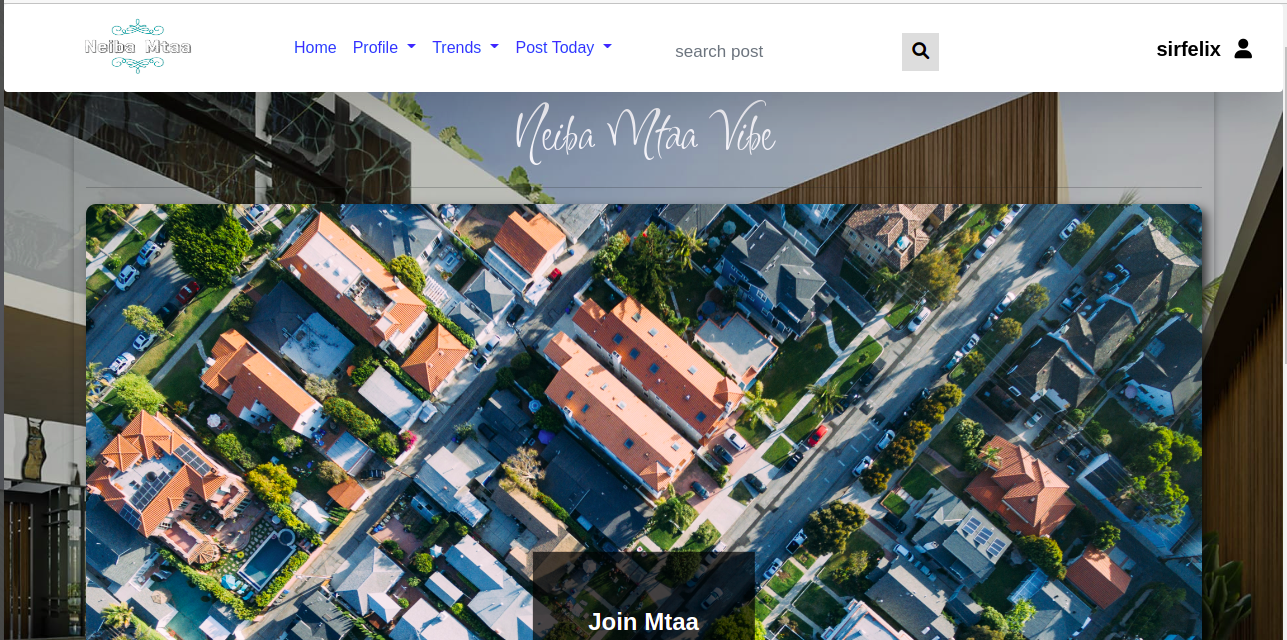 Neiba Mtaa
Home Profile Trends Post Today search post sirfelix
Neiba Mtaa Vibe
Join Mtaa